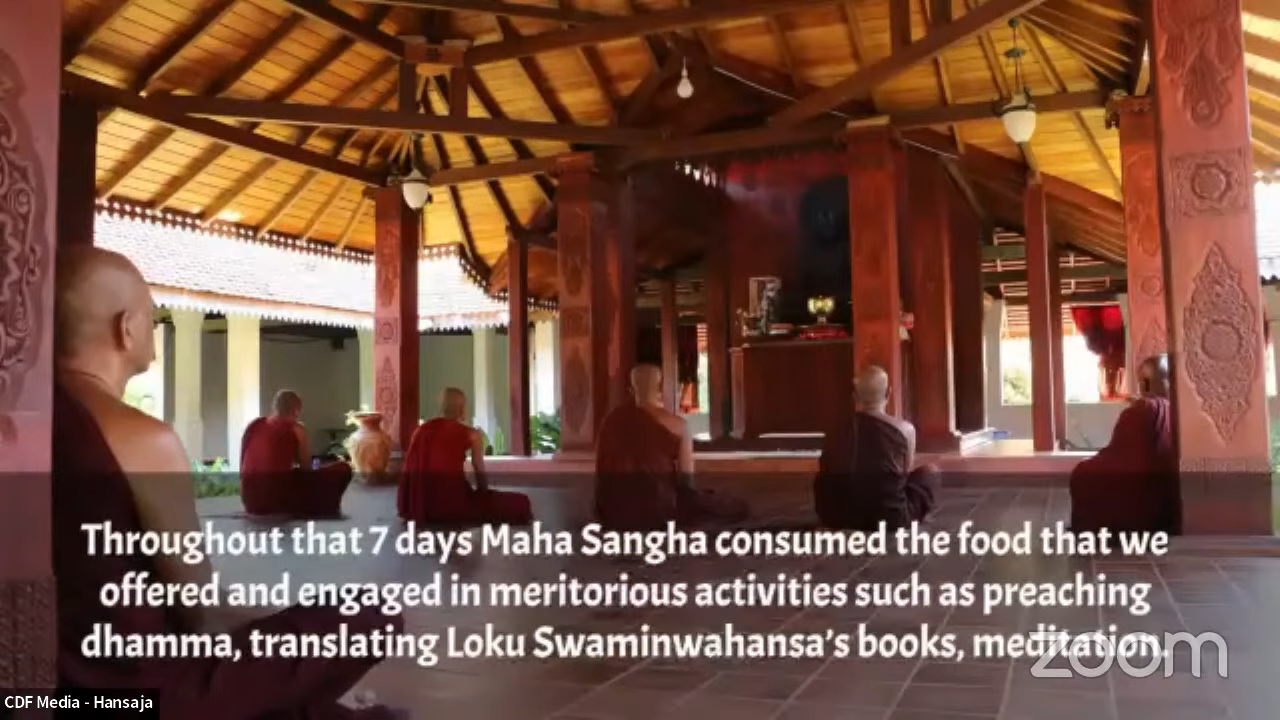 Throughout that 7 days Maha Sangha consumed the food that we
offered and engaged in meritorious activities such as preaching
dhamma, translating Loku Swaminwahansa's books, meditation.
zoom
CDF Media - Hansaja